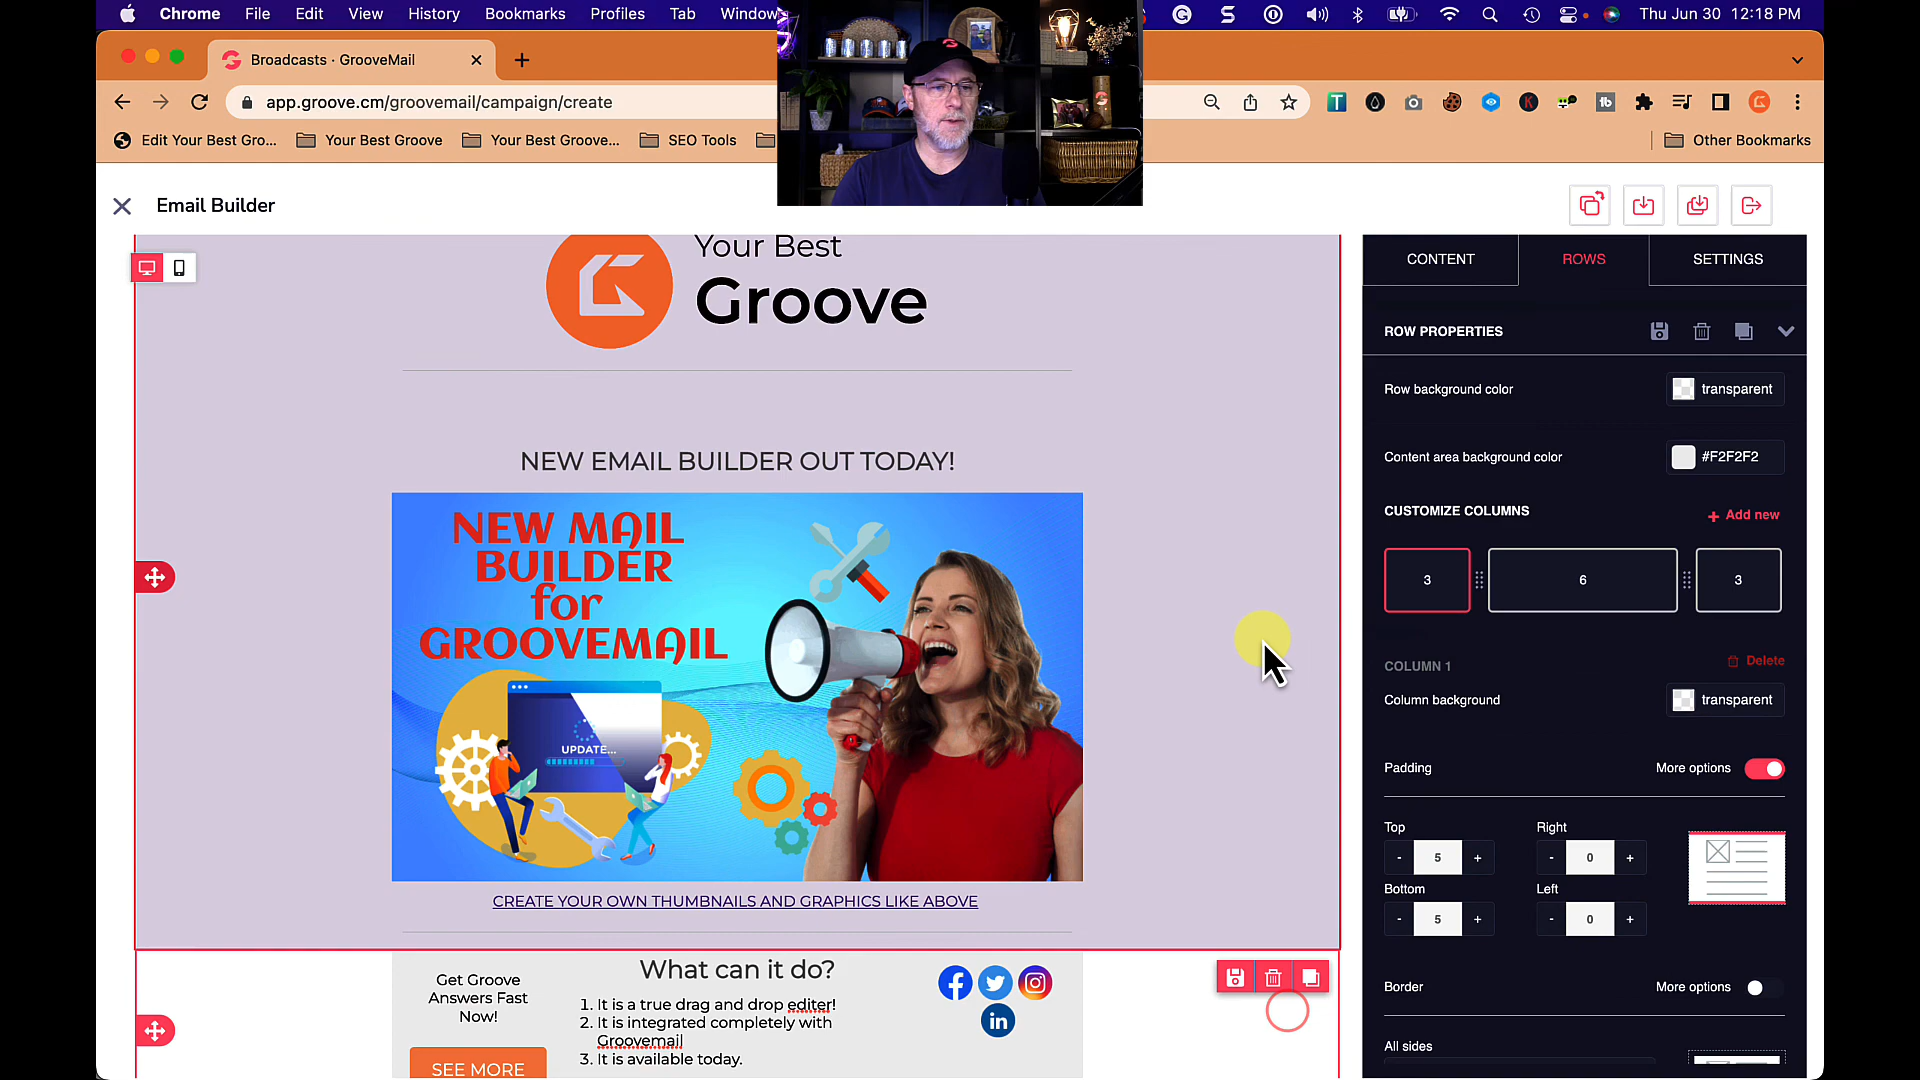 Chrome File Edit View History Bookmarks Profiles Tab Window
Thu Jun 30 12:18 PM
Broadcasts · GrooveMail
app.groove.cm/groovemail/campaign/create
Edit Your Best Gro...
Your Best Groove
Your Best Groove...
SEO Tools
Other Bookmarks
Email Builder
CONTENT ROWS SETTINGS
Your Best
Groove
NEW EMAIL BUILDER OUT TODAY!
NEW MAIL
BUILDER
for
GROOVEMAIL
UPDATE...
CREATE YOUR OWN THUMBNAILS AND GRAPHICS LIKE ABOVE
Get Groove
Answers Fast
Now!
SEE MORE
What can it do?
1. It is a true drag and drop editer!
2. It is integrated completely with
Groovemail
3. It is available today.
in
ROW PROPERTIES
Row background color transparent
Content area background color #F2F2F2
CUSTOMIZE COLUMNS + Add new
3 6 3
COLUMN 1 Delete
Column background transparent
Padding More options
Top Right
- 5 + - 0 +
Bottom Left
- 5 + - 0 +
Border More options
All sides